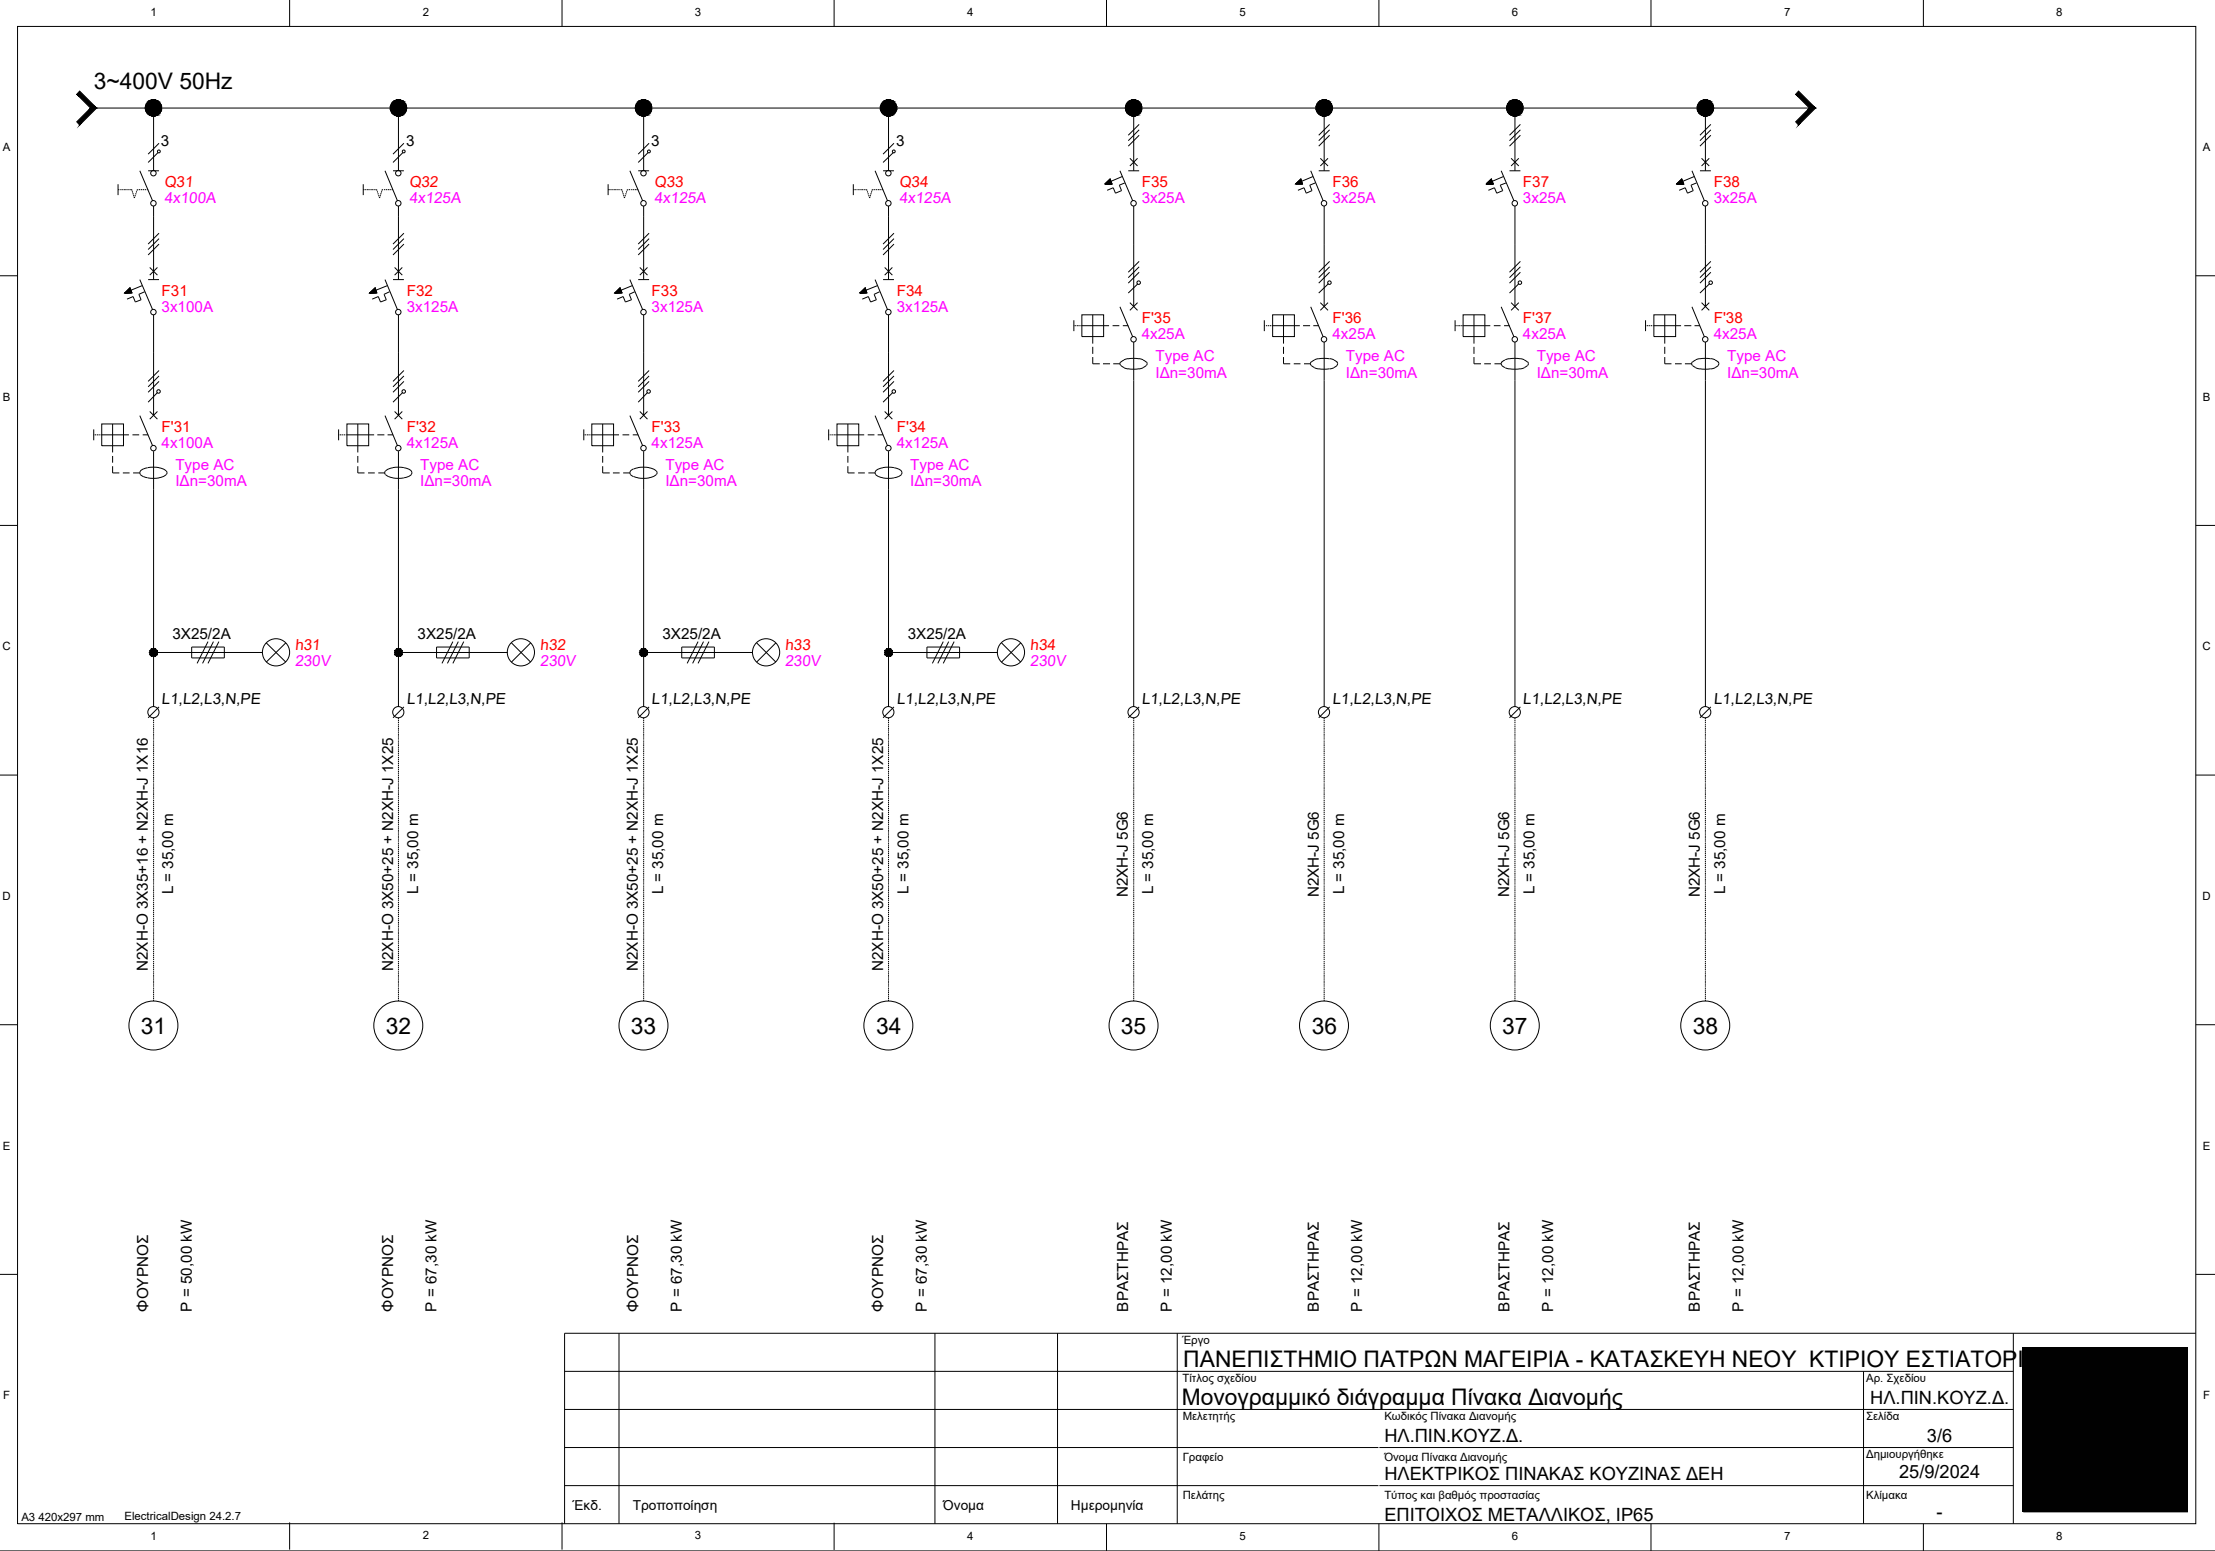 1 2 3 4 5 6 7 8
3~400V 50Hz
A A
3 3 3 3
Q31 Q32 Q33 Q34 F35 F36 F37 F38
4x100A 4x125A 4x125A 4x125A 3x25A 3x25A 3x25A 3x25A
F31 F32 F33 F34
3x100A 3x125A 3x125A 3x125A
F'35 F'36 F'37 F'38
4x25A 4x25A 4x25A 4x25A
Type AC Type AC Type AC Type AC
IΔn=30mA IΔn=30mA IΔn=30mA IΔn=30mA
B B
F'31 F'32 F'33 F'34
4x100A 4x125A 4x125A 4x125A
Type AC Type AC Type AC Type AC
IΔn=30mA IΔn=30mA IΔn=30mA IΔn=30mA
3X25/2A 3X25/2A 3X25/2A 3X25/2A
C C
h31 h32 h33 h34
230V 230V 230V 230V
L1,L2,L3,N,PE L1,L2,L3,N,PE L1,L2,L3,N,PE L1,L2,L3,N,PE L1,L2,L3,N,PE L1,L2,L3,N,PE L1,L2,L3,N,PE L1,L2,L3,N,PE
N2XH-O 3X35+16 + N2XH-J 1X16
L = 35,00 m
N2XH-O 3X50+25 + N2XH-J 1X25
L = 35,00 m
N2XH-O 3X50+25 + N2XH-J 1X25
L = 35,00 m
N2XH-O 3X50+25 + N2XH-J 1X25
L = 35,00 m
N2XH-J 5G6
L = 35,00 m
N2XH-J 5G6
L = 35,00 m
N2XH-J 5G6
L = 35,00 m
N2XH-J 5G6
L = 35,00 m
D D
31 32 33 34 35 36 37 38
E E
ΦΟΥΡΝΟΣ
P = 50,00 kW
ΦΟΥΡΝΟΣ
P = 67,30 kW
ΦΟΥΡΝΟΣ
P = 67,30 kW
ΦΟΥΡΝΟΣ
P = 67,30 kW
ΒΡΑΣΤΗΡΑΣ
P = 12,00 kW
ΒΡΑΣΤΗΡΑΣ
P = 12,00 kW
ΒΡΑΣΤΗΡΑΣ
P = 12,00 kW
ΒΡΑΣΤΗΡΑΣ
P = 12,00 kW
F F
Έργο
ΠΑΝΕΠΙΣΤΗΜΙΟ ΠΑΤΡΩΝ ΜΑΓΕΙΡΙΑ - ΚΑΤΑΣΚΕΥΗ ΝΕΟΥ ΚΤΙΡΙΟΥ
Τίτλος σχεδίου
Μονογραμμικό διάγραμμα Πίνακα Διανομής
Αρ. Σχεδίου
ΗΛ.ΠΙΝ.ΚΟΥΖ.Δ.
Μελετητής
Κωδικός Πίνακα Διανομής
ΗΛ.ΠΙΝ.ΚΟΥΖ.Δ.
Σελίδα
3/6
Γραφείο
Όνομα Πίνακα Διανομής
ΗΛΕΚΤΡΙΚΟΣ ΠΙΝΑΚΑΣ ΚΟΥΖΙΝΑΣ ΔΕΗ
Δημιουργήθηκε
25/9/2024
Πελάτης
Τύπος και βαθμός προστασίας
ΕΠΙΤΟΙΧΟΣ ΜΕΤΑΛΛΙΚΟΣ, IP65
Κλίμακα
-
Έκδ. Τροποποίηση Όνομα Ημερομηνία
A3 420x297 mm ElectricalDesign 24.2.7
1 2 3 4 5 6 7 8